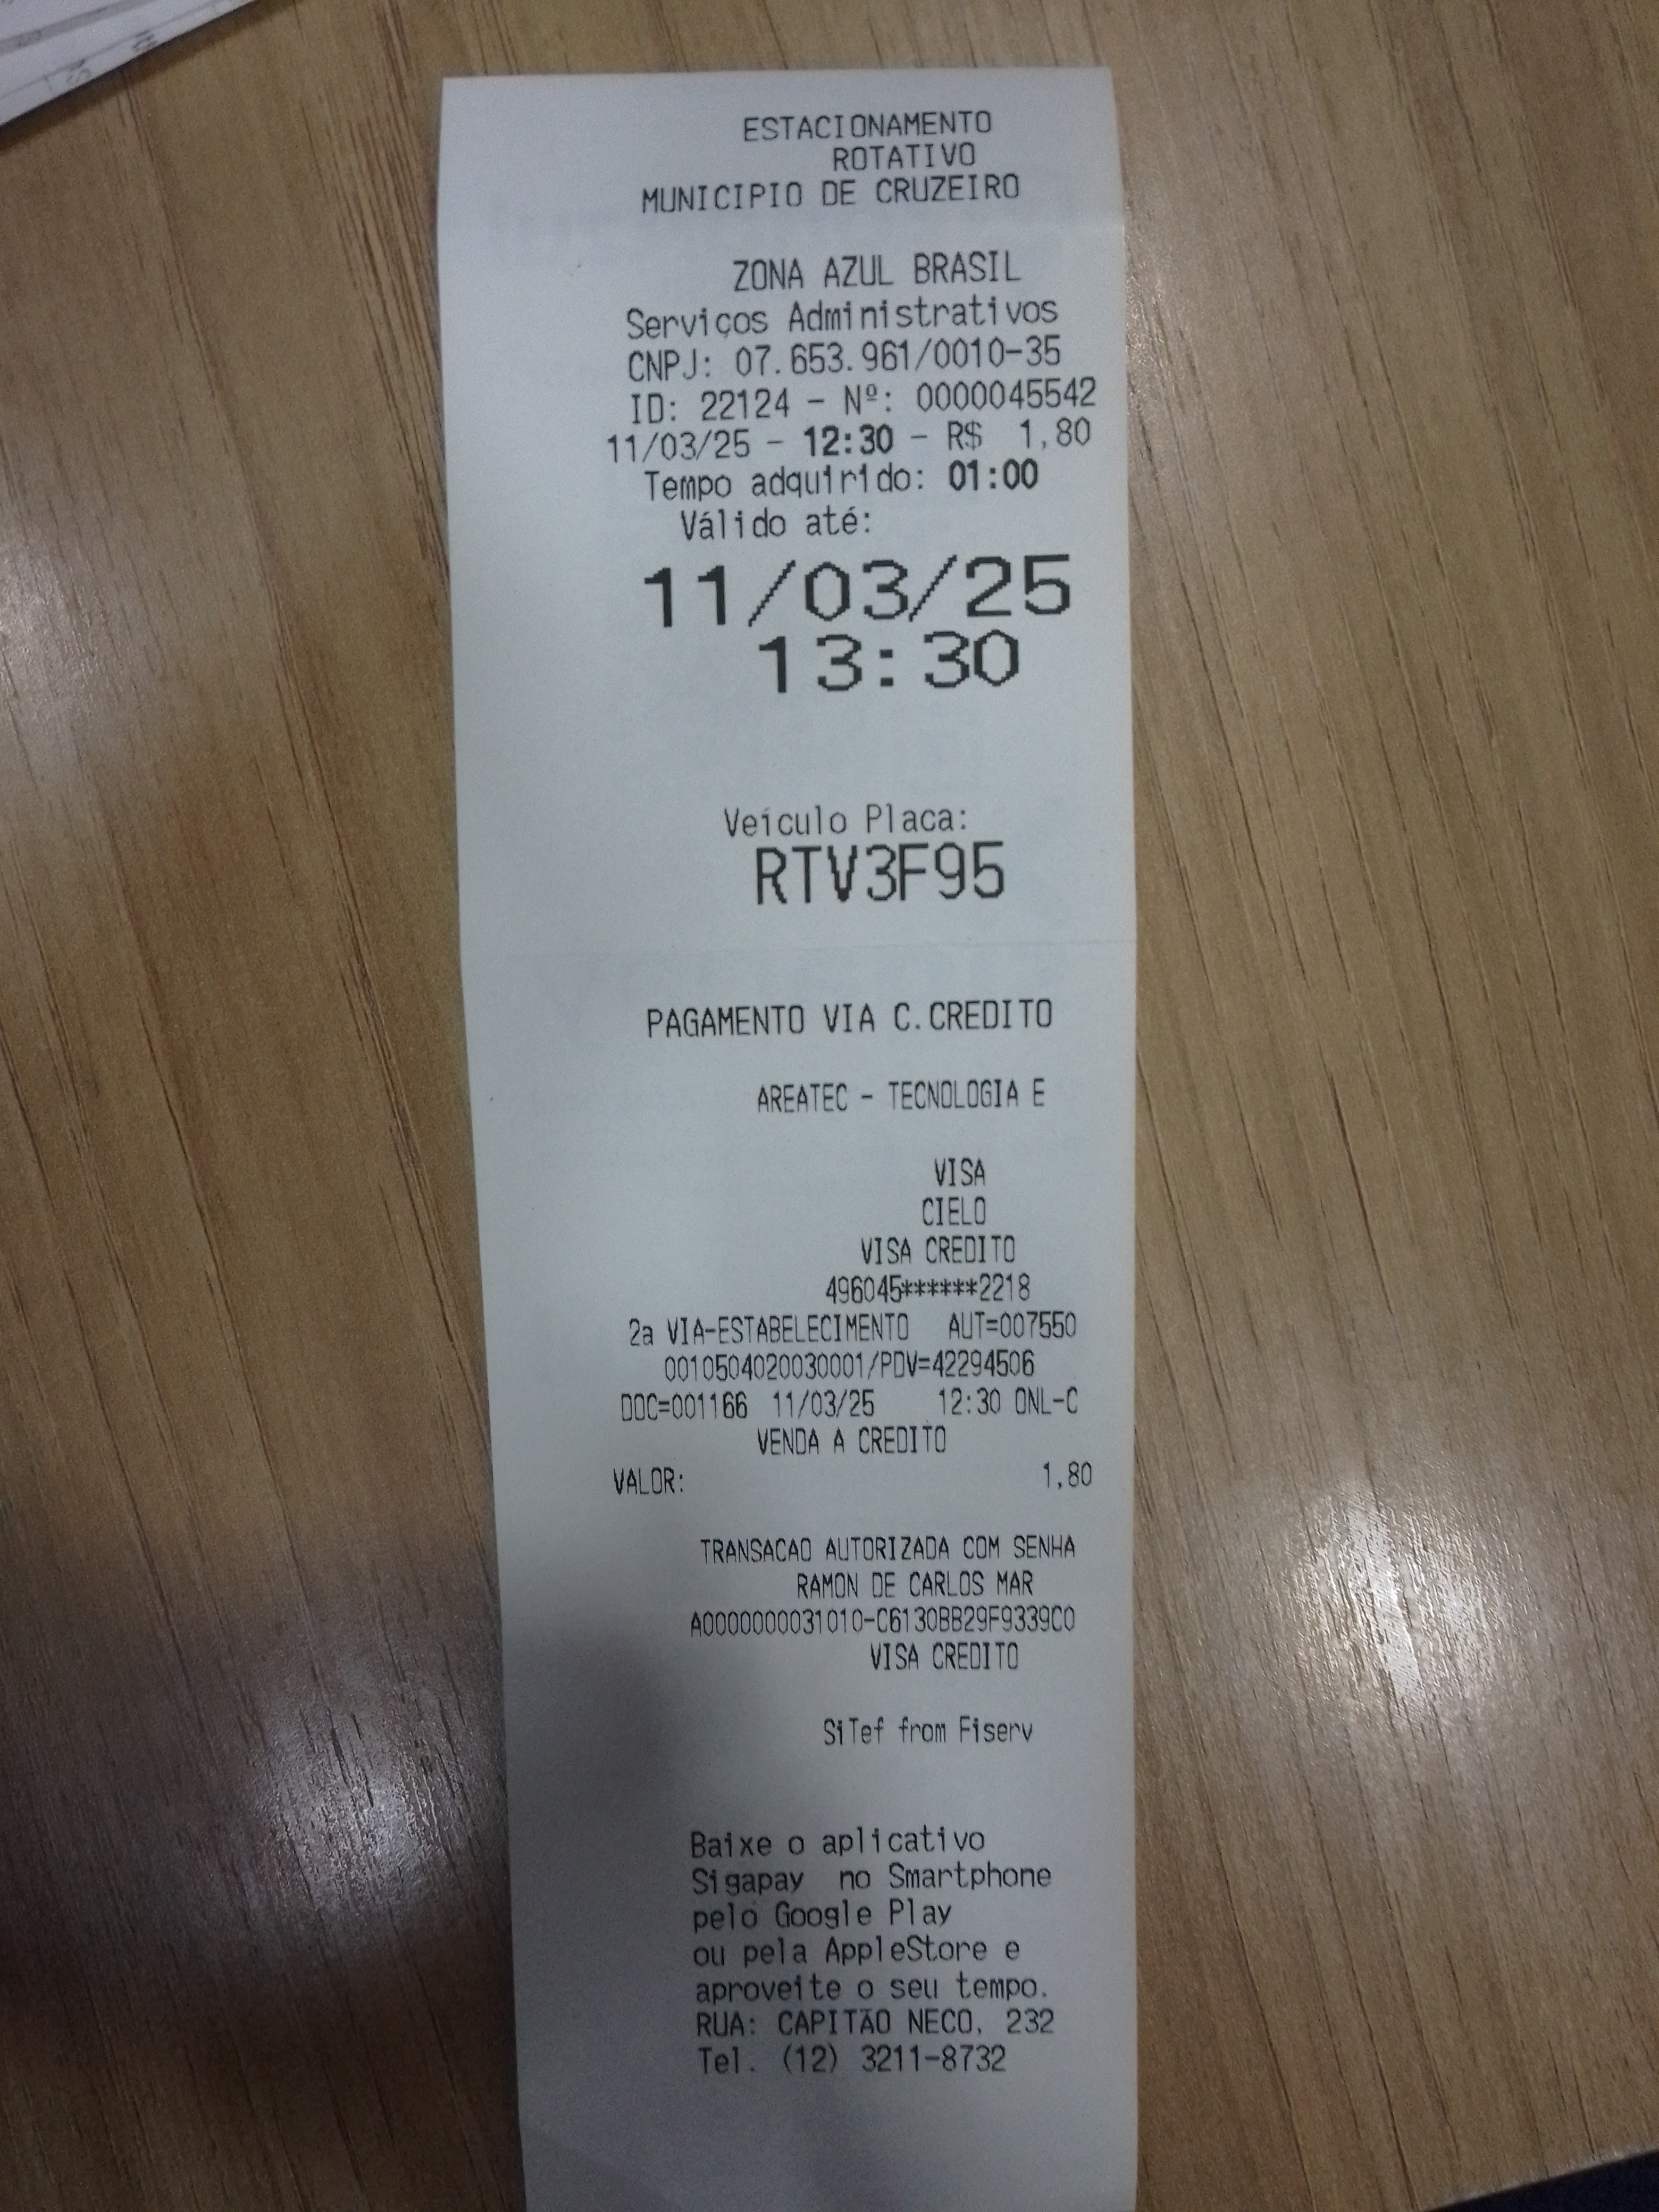 ESTACIONAMENTO
ROTATIVO
MUNICIPIO DE CRUZEIRO
ZONA AZUL BRASIL
Serviços Administrativos
CNPJ: 07.653.961/0010-35
ID: 22124 - Nº: 0000045542
11/03/25 - 12:30 - R$ 1,80
Tempo adquirido: 01:00
Válido até:
11/03/25
13:30
Veículo Placa:
RTV3F95
PAGAMENTO VIA C.CREDITO
AREATEC - TECNOLOGIA E
VISA
CIELO
VISA CREDITO
496045******2218
2a VIA-ESTABELECIMENTO AUT=007550
0010504020030001/PDV=42294506
DOC=001166 11/03/25 12:30 ONL-C
VENDA A CREDITO
VALOR: 1,80
TRANSACAO AUTORIZADA COM SENHA
RAMON DE CARLOS MAR
A0000000031010-C6130BB29F9339C0
VISA CREDITO
SiTef from Fiserv
Baixe o aplicativo
Sigapay no Smartphone
pelo Google Play
ou pela AppleStore e
aproveite o seu tempo.
RUA: CAPITÃO NECO, 232
Tel. (12) 3211-8732